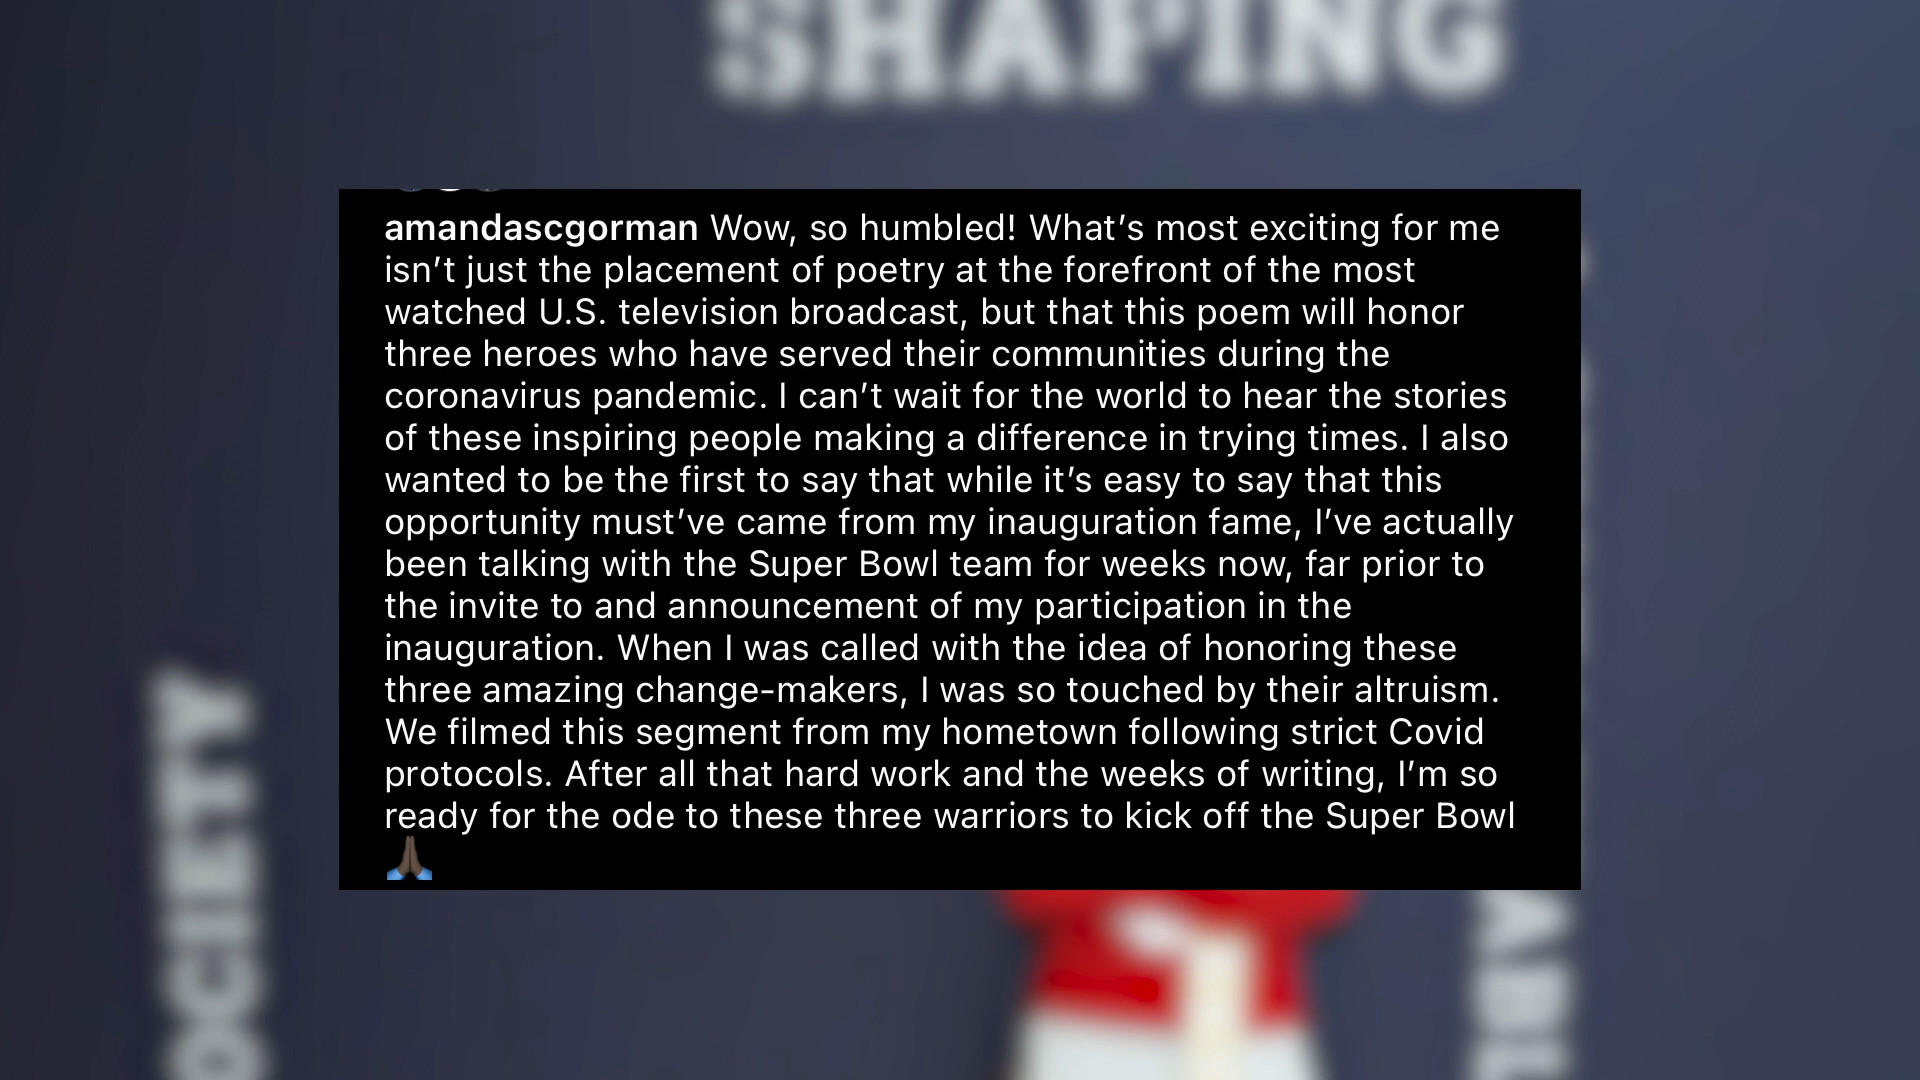 SHAPING
amandascgorman Wow, so humbled! What’s most exciting for me
isn’t just the placement of poetry at the forefront of the most
watched U.S. television broadcast, but that this poem will honor
three heroes who have served their communities during the
coronavirus pandemic. I can’t wait for the world to hear the stories
of these inspiring people making a difference in trying times. I also
wanted to be the first to say that while it’s easy to say that this
opportunity must’ve came from my inauguration fame, I’ve actually
been talking with the Super Bowl team for weeks now, far prior to
the invite to and announcement of my participation in the
inauguration. When I was called with the idea of honoring these
three amazing change-makers, I was so touched by their altruism.
We filmed this segment from my hometown following strict Covid
protocols. After all that hard work and the weeks of writing, I’m so
ready for the ode to these three warriors to kick off the Super Bowl
🙏🏿
OCIETY